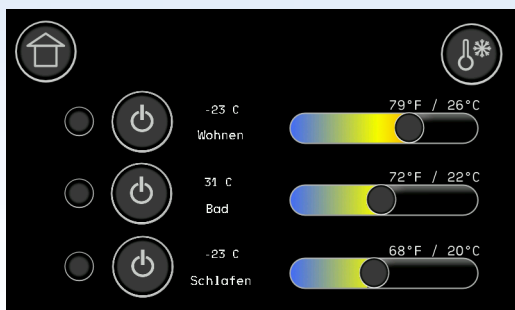 -23 C
79°F / 26°C
Wohnen
31 C
72°F / 22°C
Bad
-23 C
68°F / 20°C
Schlafen